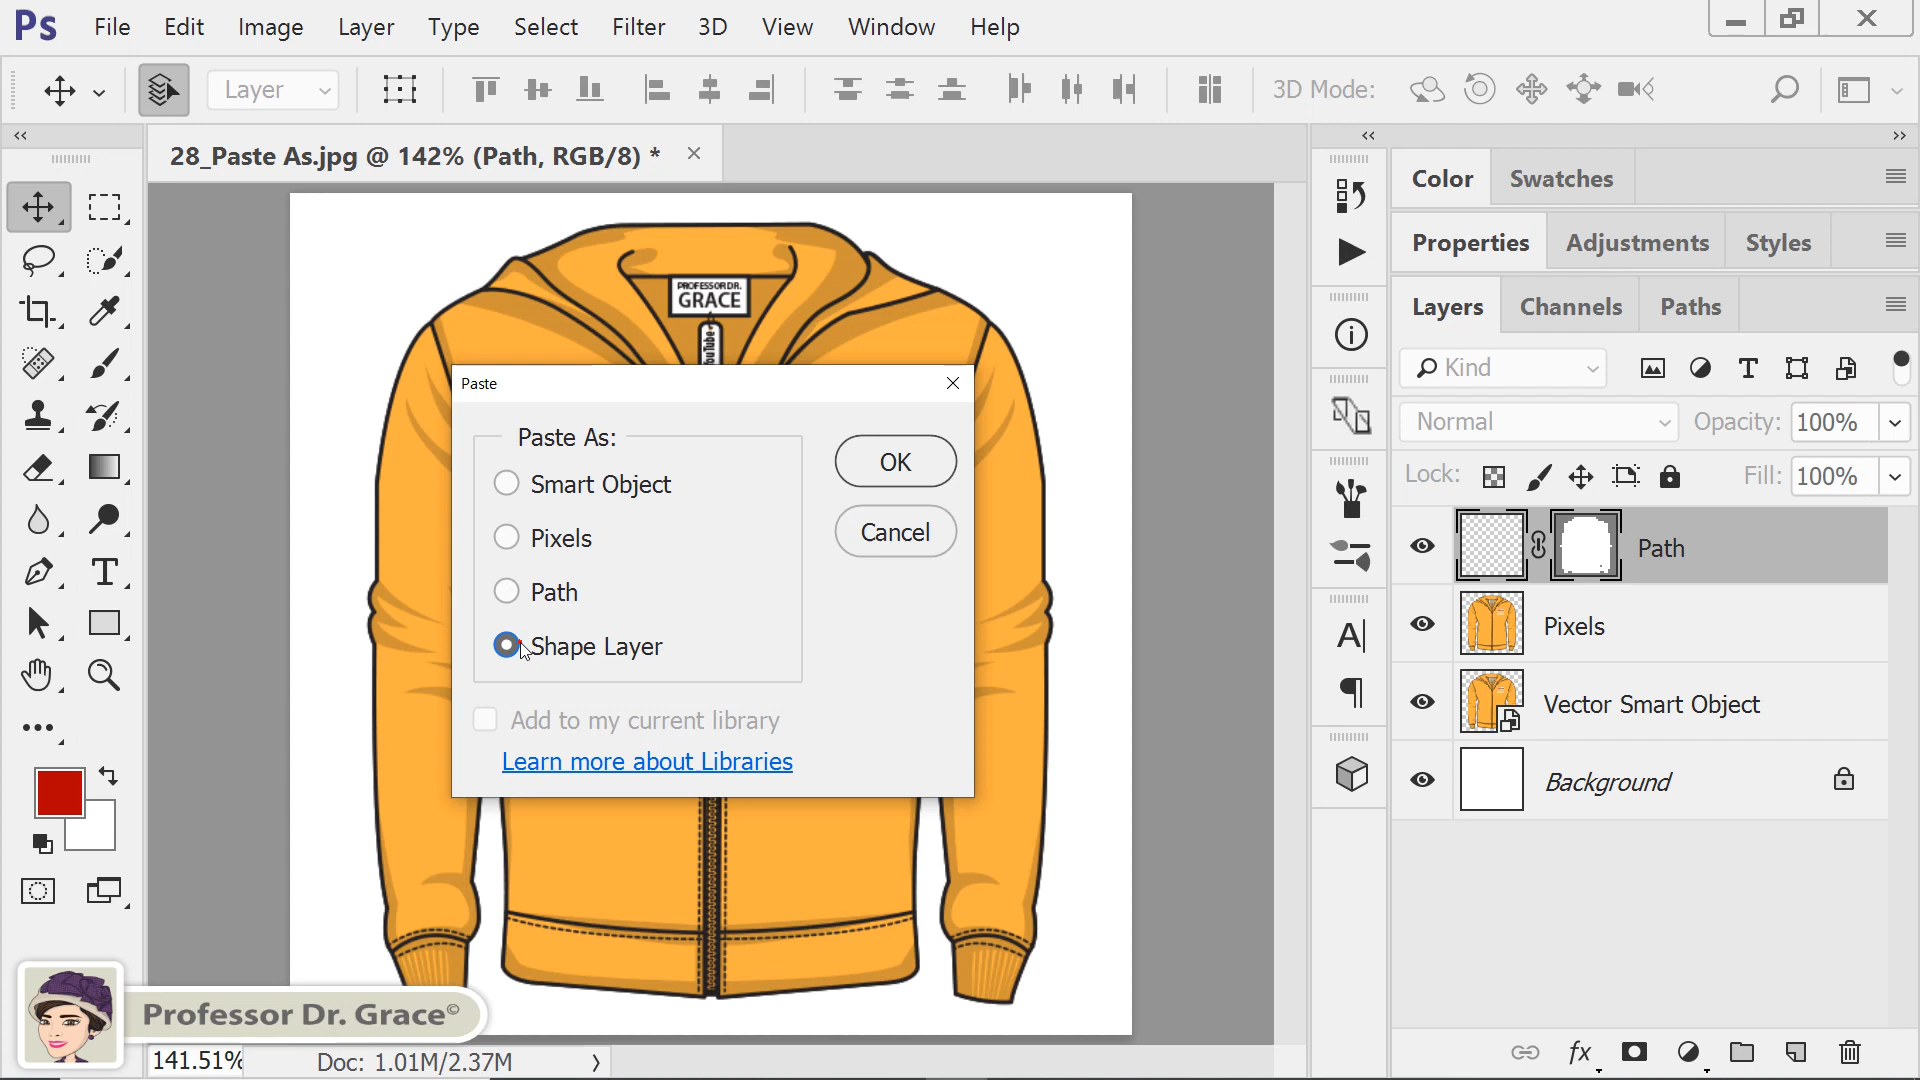 Ps File Edit Image Layer Type Select Filter 3D View Window Help
Layer 3D Mode:
28_Paste As.jpg @ 142% (Path, RGB/8) *
Color Swatches
Properties Adjustments Styles
Layers Channels Paths
Kind
Normal Opacity: 100%
Lock: Fill: 100%
Path
Pixels
Vector Smart Object
Background
PROFESSOR DR.
GRACE
YouTube
Paste
Paste As:
Smart Object
Pixels
Path
Shape Layer
OK
Cancel
Add to my current library
Learn more about Libraries
Professor Dr. Grace©
141.51% Doc: 1.01M/2.37M
fx